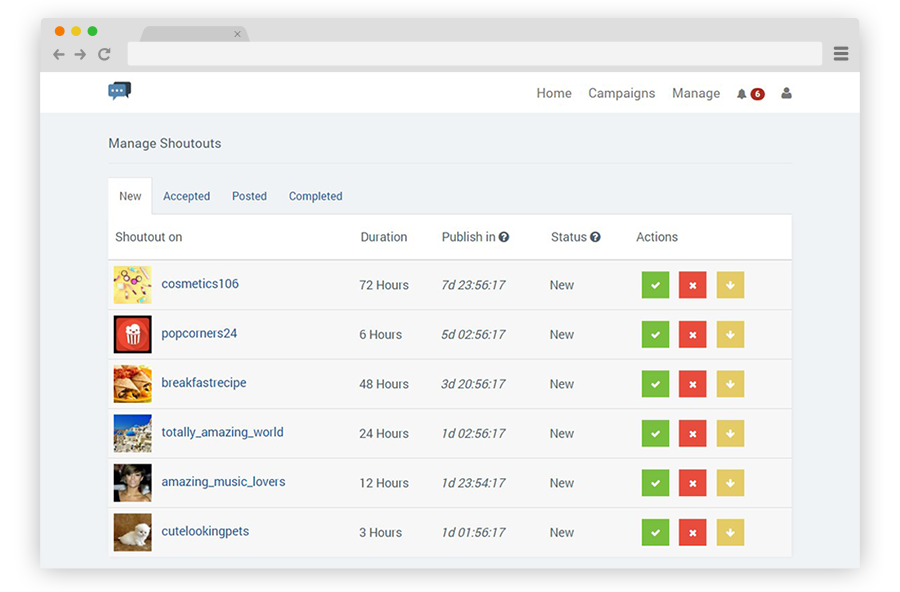 Home Campaigns Manage 6
Manage Shoutouts
New Accepted Posted Completed
Shoutout on Duration Publish in Status Actions
cosmetics106 72 Hours 7d 23:56:17 New
popcorners24 6 Hours 5d 02:56:17 New
breakfastrecipe 48 Hours 3d 20:56:17 New
totally_amazing_world 24 Hours 1d 02:56:17 New
amazing_music_lovers 12 Hours 1d 23:54:17 New
cutelookingpets 3 Hours 1d 01:56:17 New